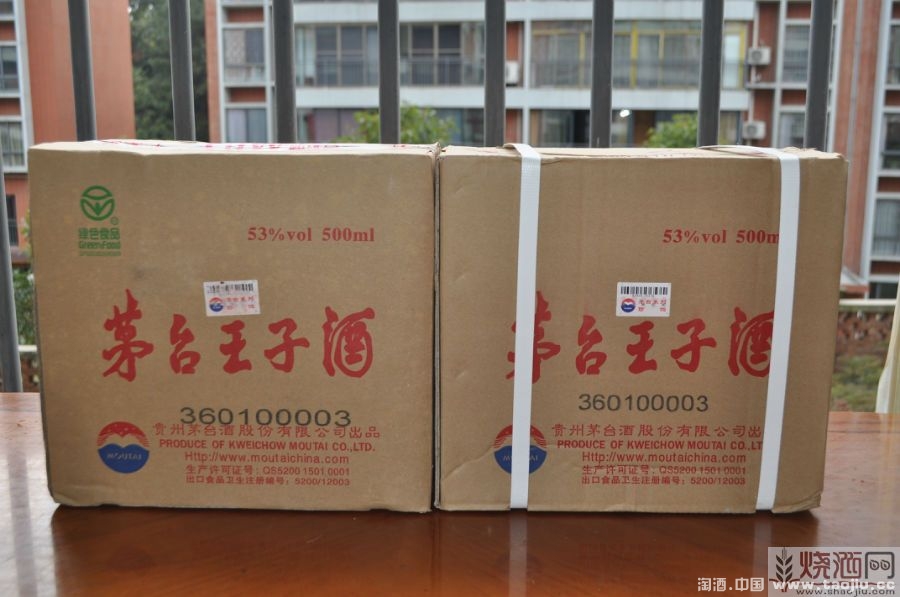 绿色食品
GreenFood
53%vol 500ml
茅台王子酒
360100003
MOUTAI
贵州茅台酒股份有限公司出品
PRODUCE OF KWEICHOW MOUTAI CO.,LTD.
Http://www.moutaichina.com
生产许可证号：QS5200 1501 0001
出口食品卫生注册编号：5200/12003
53%vol 500m
茅台王子酒
360100003
MOUTAI
贵州茅台酒股份有限公司出
PRODUCE OF KWEICHOW MOUTAI CO.,LT
Http://www.moutaichina.com
生产许可证号：QS5200 1501 0001
出口食品卫生注册编号：5200/12003
烧酒网
www.shaojiu.com
淘酒.中国 www.taojiu.cc